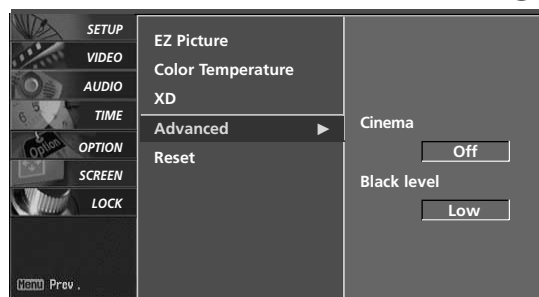 SETUP
VIDEO
AUDIO
TIME
OPTION
SCREEN
LOCK
Menu Prev.
EZ Picture
Color Temperature
XD
Advanced ▶
Reset
Cinema
Off
Black level
Low